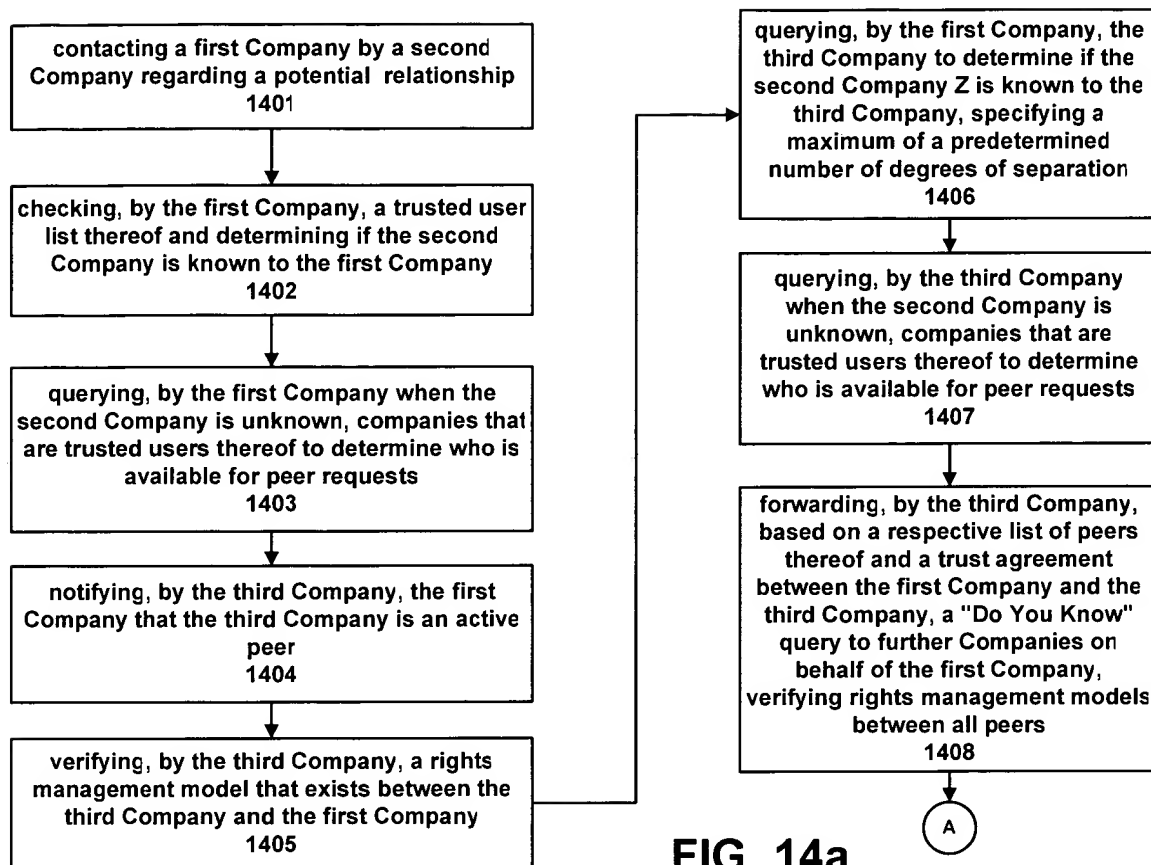 contacting a first Company by a second
Company regarding a potential relationship
1401
checking, by the first Company, a trusted user
list thereof and determining if the second
Company is known to the first Company
1402
querying, by the first Company when the
second Company is unknown, companies that
are trusted users thereof to determine who is
available for peer requests
1403
notifying, by the third Company, the first
Company that the third Company is an active
peer
1404
verifying, by the third Company, a rights
management model that exists between the
third Company and the first Company
1405
querying, by the first Company, the
third Company to determine if the
second Company Z is known to the
third Company, specifying a
maximum of a predetermined
number of degrees of separation
1406
querying, by the third Company
when the second Company is
unknown, companies that are
trusted users thereof to determine
who is available for peer requests
1407
forwarding, by the third Company,
based on a respective list of peers
thereof and a trust agreement
between the first Company and the
third Company, a "Do You Know"
query to further Companies on
behalf of the first Company,
verifying rights management models
between all peers
1408
A
FIG. 14a